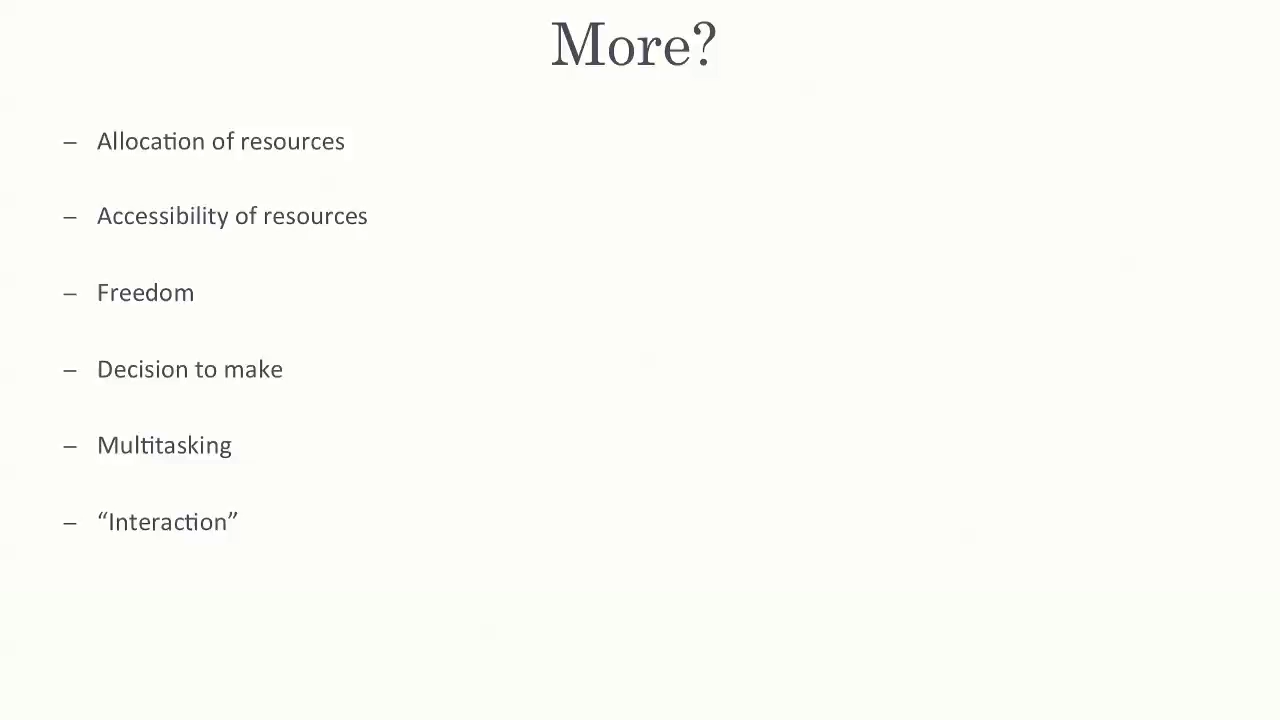 More?
– Allocation of resources
– Accessibility of resources
– Freedom
– Decision to make
– Multitasking
– “Interaction”